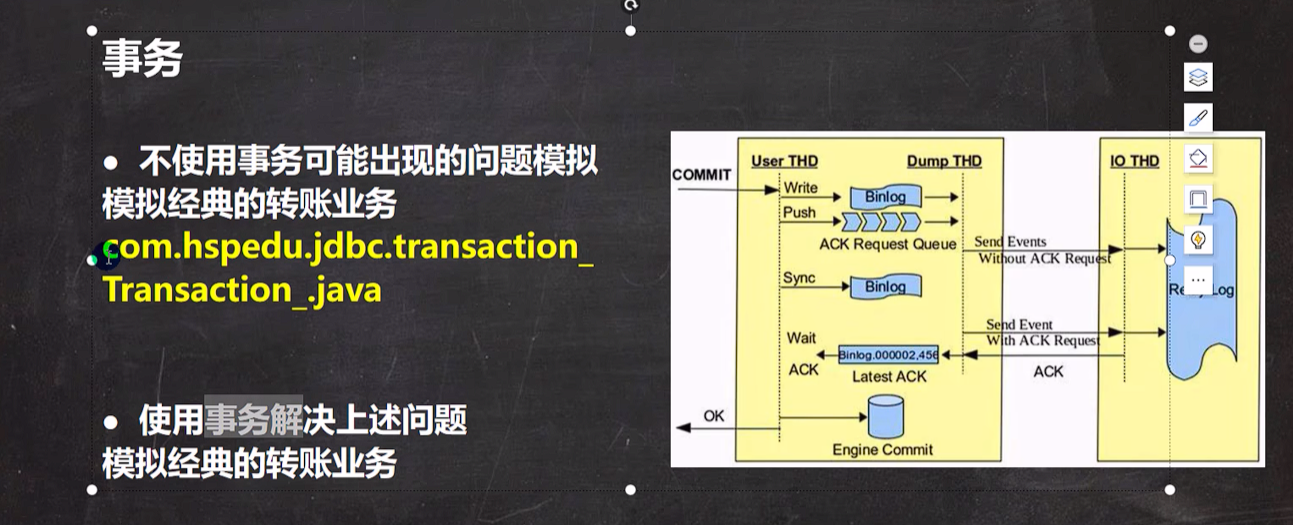 事务
● 不使用事务可能出现的问题模拟
模拟经典的转账业务
com.hspedu.jdbc.transaction_
Transaction_.java
● 使用事务解决上述问题
模拟经典的转账业务
User THD
Dump THD
IO THD
COMMIT
Write
Binlog
Push
ACK Request Queue
Send Events
Without ACK Request
Sync
Binlog
Log
Send Event
With ACK Request
Wait
ACK
Binlog.000002,456
Latest ACK
ACK
OK
Engine Commit